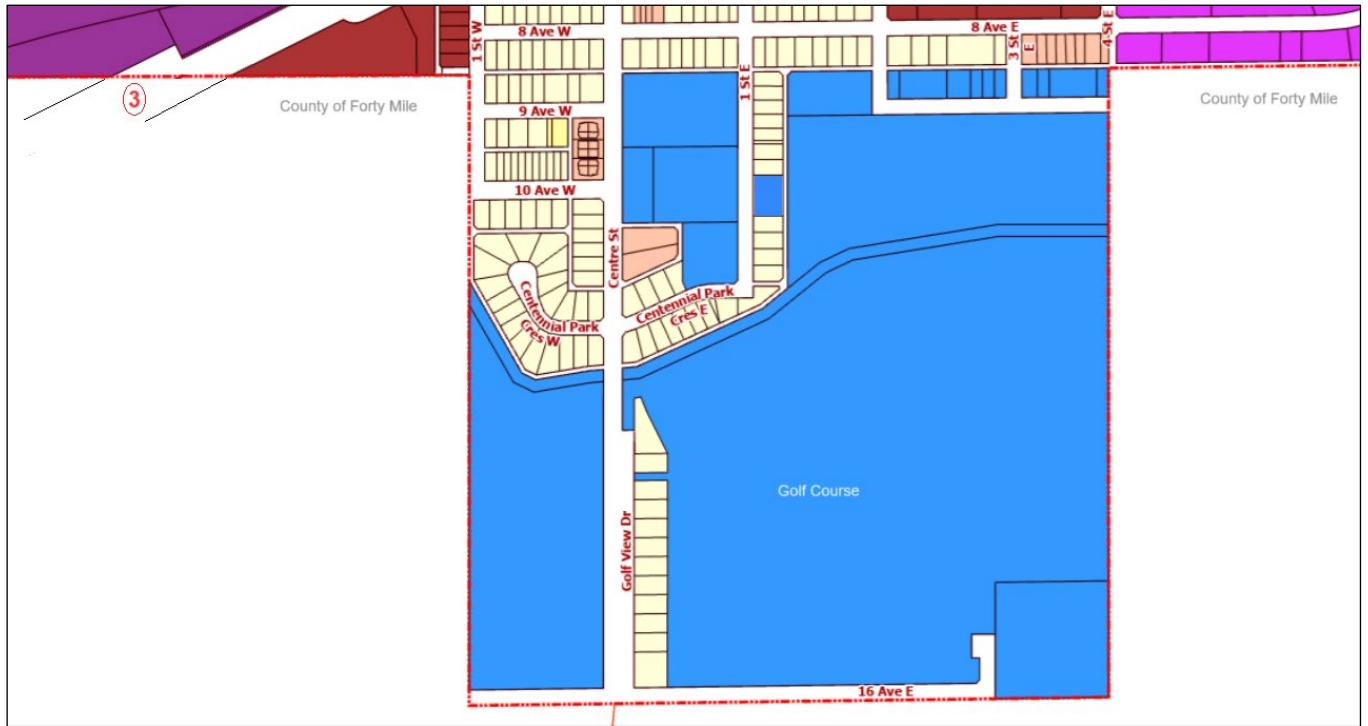 1 St W
8 Ave W
8 Ave E
3 St
E
4 St E
3
County of Forty Mile
1 St E
County of Forty Mile
9 Ave W
10 Ave W
Centre St
Centennial Park
Cres W
Centennial Park
Cres E
Golf Course
Golf View Dr
16 Ave E